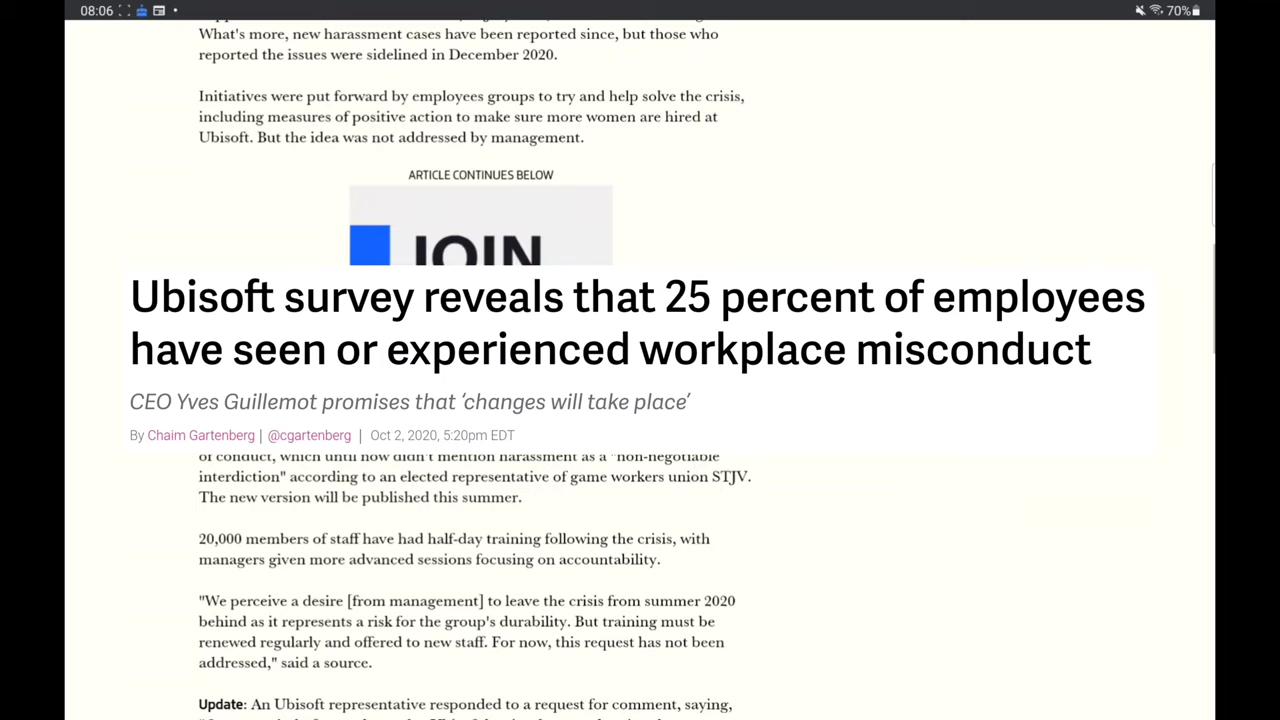 08:06
70%
What's more, new harassment cases have been reported since, but those who
reported the issues were sidelined in December 2020.
Initiatives were put forward by employees groups to try and help solve the crisis,
including measures of positive action to make sure more women are hired at
Ubisoft. But the idea was not addressed by management.
ARTICLE CONTINUES BELOW
JOIN
Ubisoft survey reveals that 25 percent of employees
have seen or experienced workplace misconduct
CEO Yves Guillemot promises that ‘changes will take place’
By Chaim Gartenberg | @cgartenberg | Oct 2, 2020, 5:20pm EDT
of conduct, which until now didn't mention harassment as a "non-negotiable
interdiction" according to an elected representative of game workers union STJV.
The new version will be published this summer.
20,000 members of staff have had half-day training following the crisis, with
managers given more advanced sessions focusing on accountability.
"We perceive a desire [from management] to leave the crisis from summer 2020
behind as it represents a risk for the group's durability. But training must be
renewed regularly and offered to new staff. For now, this request has not been
addressed," said a source.
Update: An Ubisoft representative responded to a request for comment, saying,